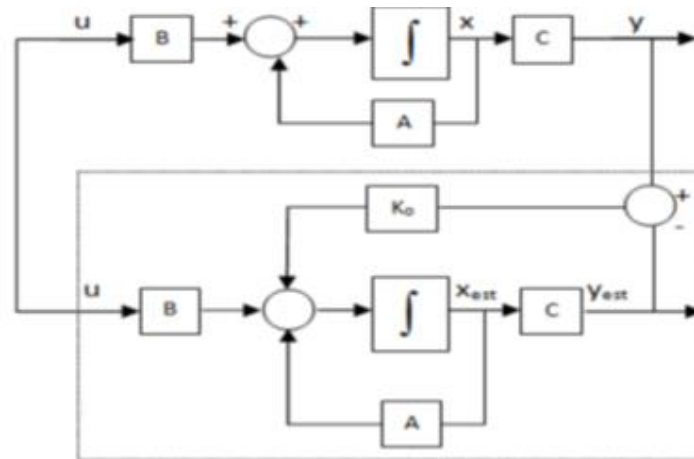 u B + + ∫ x C y
A
K₀ +
-
u B ∫ xest C yest
A